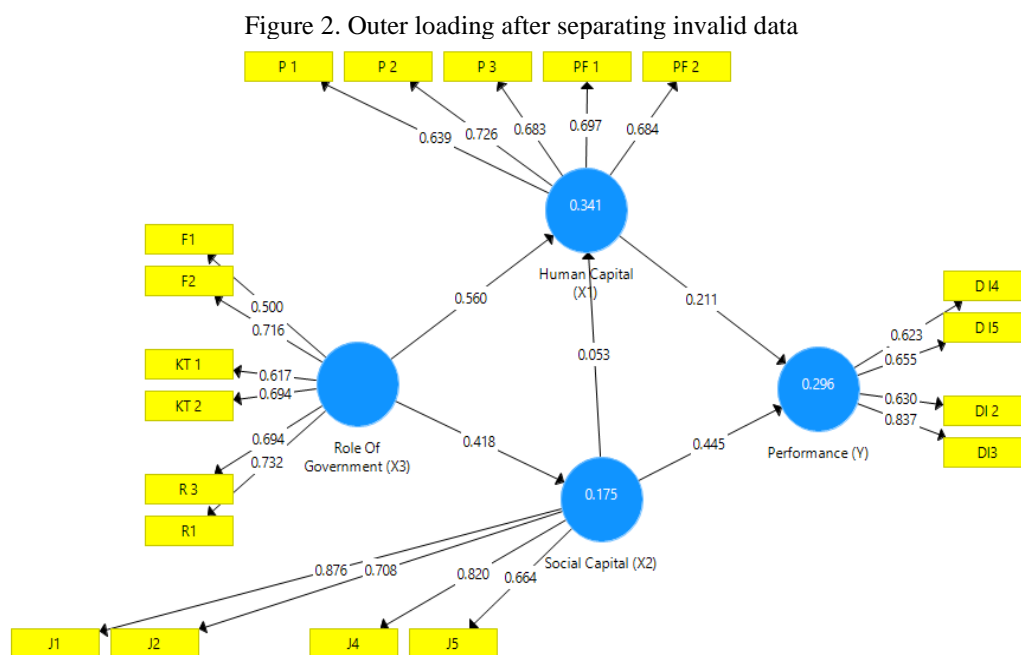 Figure 2. Outer loading after separating invalid data
P 1
P 2
P 3
PF 1
PF 2
0.639
0.726
0.683
0.697
0.684
0.341
Human Capital
(X1)
F1
F2
KT 1
KT 2
R 3
R1
0.500
0.716
0.617
0.694
0.694
0.732
Role Of
Government (X3)
0.560
0.418
0.053
0.211
0.445
0.175
Social Capital (X2)
0.296
Performance (Y)
0.623
0.655
0.630
0.837
D I4
D I5
DI 2
DI3
0.876
0.708
0.820
0.664
J1
J2
J4
J5